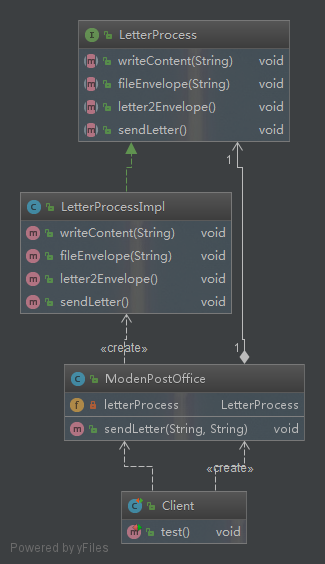 LetterProcess
writeContent(String) void
fileEnvelope(String) void
letter2Envelope() void
sendLetter() void
1
LetterProcessImpl
writeContent(String) void
fileEnvelope(String) void
letter2Envelope() void
sendLetter() void
«create»
1
ModenPostOffice
letterProcess LetterProcess
sendLetter(String, String) void
«create»
Client
test() void
Powered by yFiles